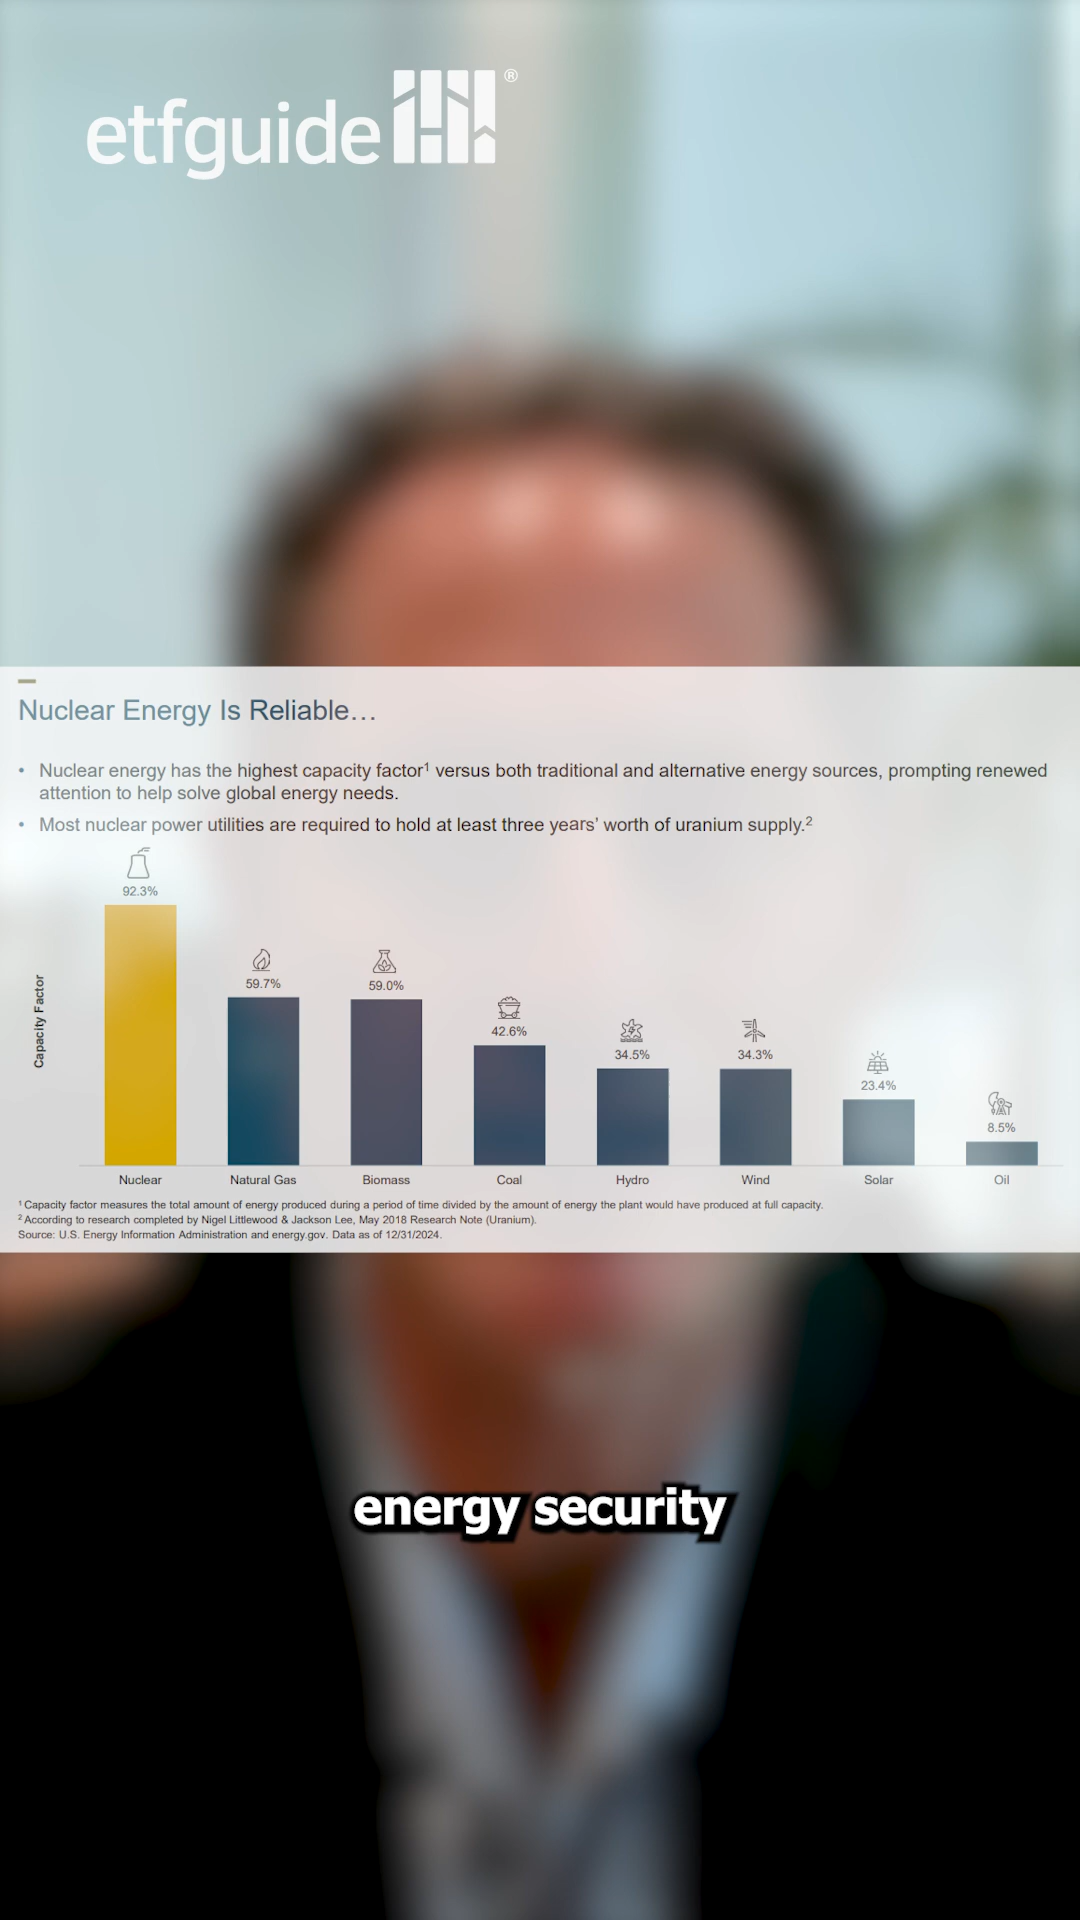 etfguide ®
Nuclear Energy Is Reliable…
• Nuclear energy has the highest capacity factor¹ versus both traditional and alternative energy sources, prompting renewed
attention to help solve global energy needs.
• Most nuclear power utilities are required to hold at least three years’ worth of uranium supply.²
Capacity Factor
92.3%
59.7%
59.0%
42.6%
34.5%
34.3%
23.4%
8.5%
Nuclear
Natural Gas
Biomass
Coal
Hydro
Wind
Solar
Oil
¹ Capacity factor measures the total amount of energy produced during a period of time divided by the amount of energy the plant would have produced at full capacity.
² According to research completed by Nigel Littlewood & Jackson Lee, May 2018 Research Note (Uranium).
Source: U.S. Energy Information Administration and energy.gov. Data as of 12/31/2024.
energy security